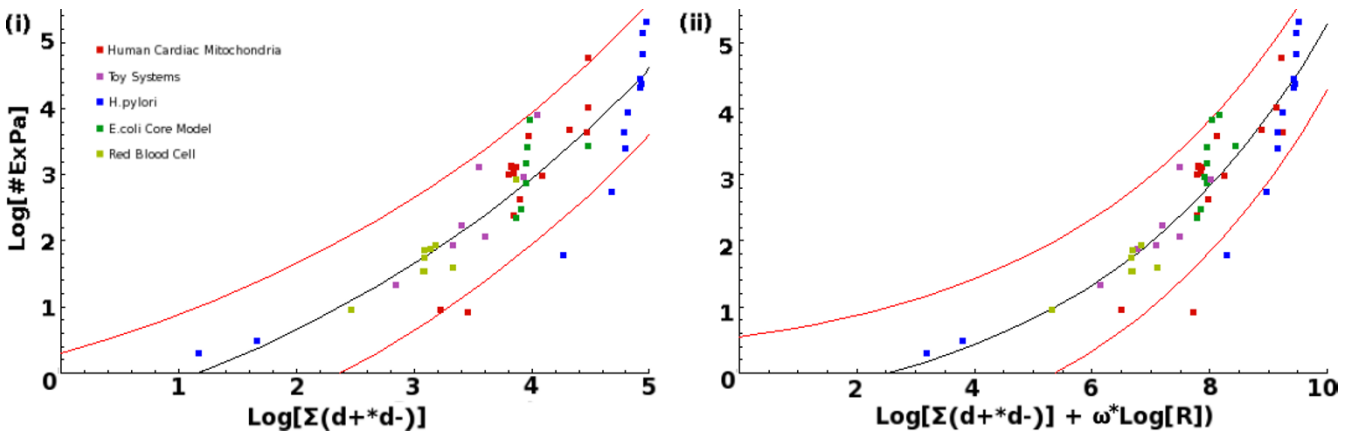 (i)
Log[#ExPa]
5
4
3
2
1
0
Human Cardiac Mitochondria
Toy Systems
H.pylori
E.coli Core Model
Red Blood Cell
1 2 3 4 5
Log[Σ(d+*d-)]
(ii)
5
4
3
2
1
0
2 4 6 8 10
Log[Σ(d+*d-)] + ω*Log[R])